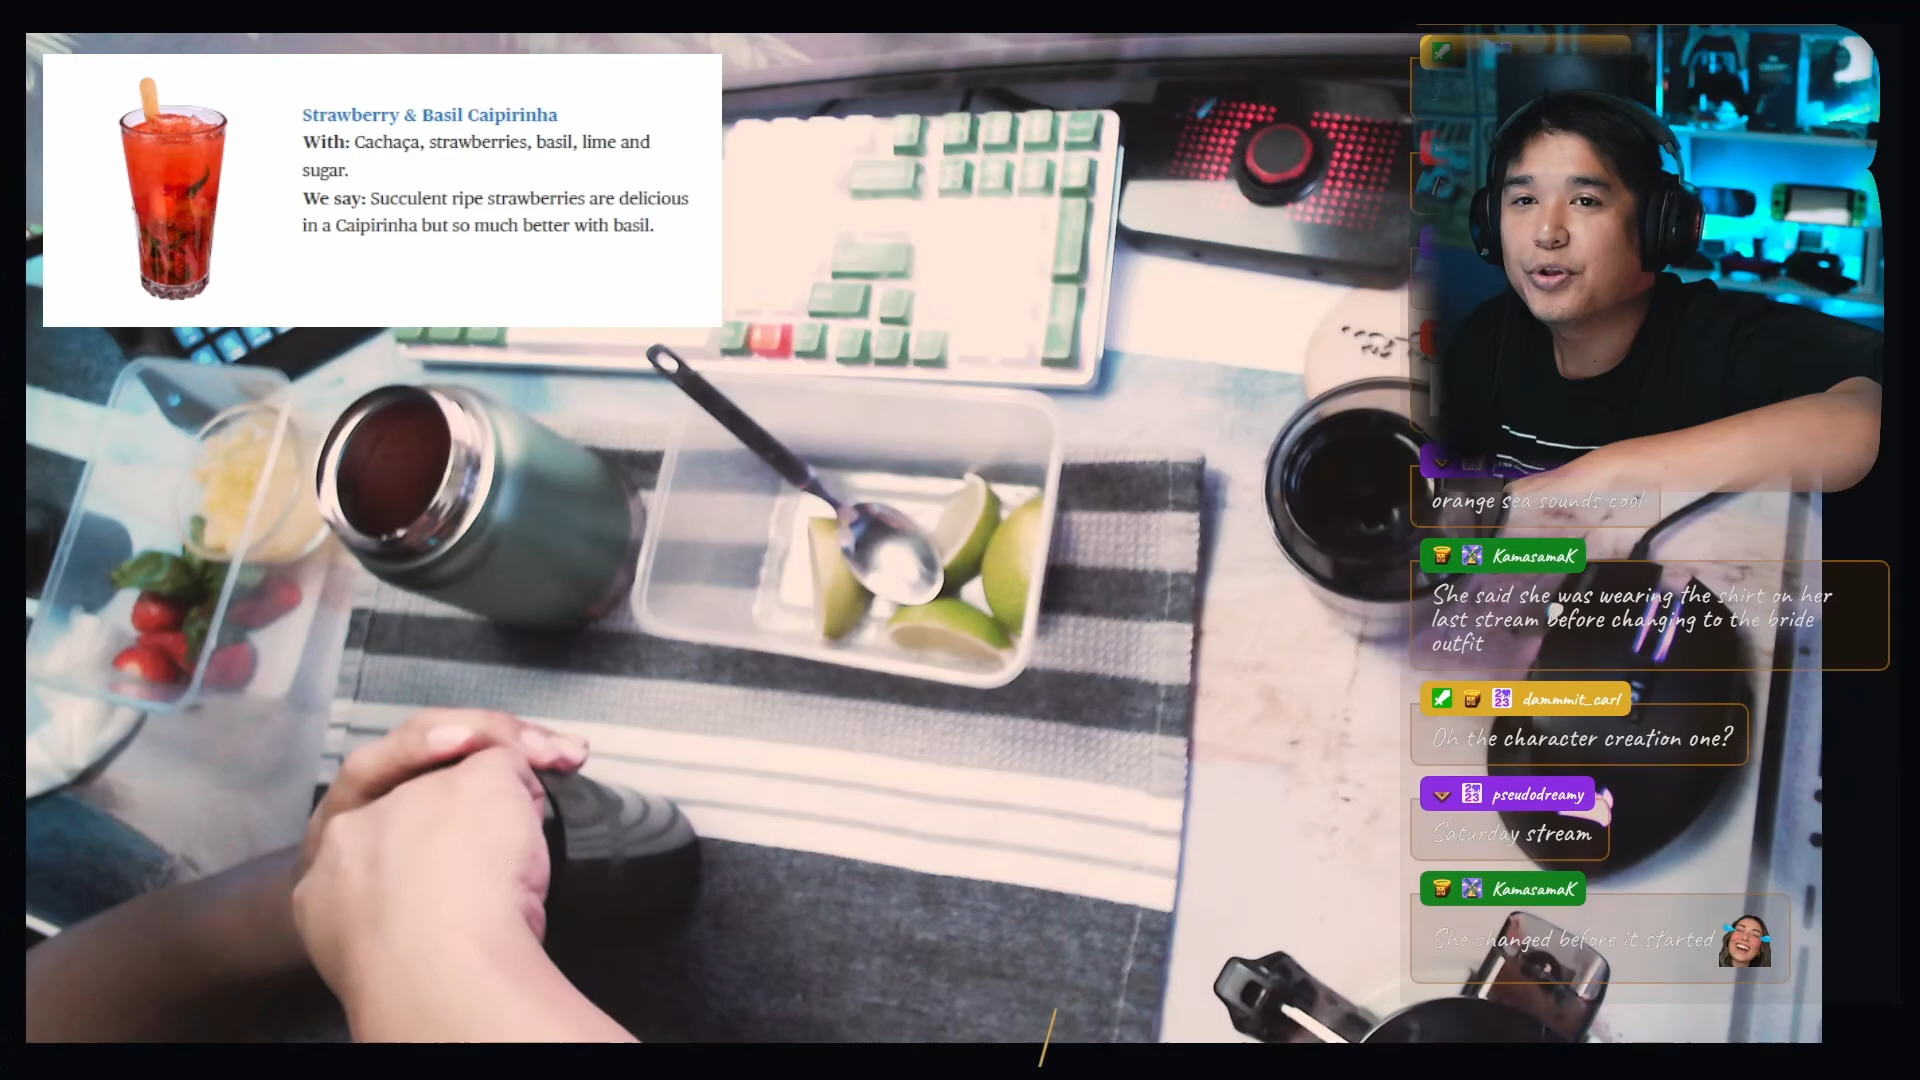 Strawberry & Basil Caipirinha
With: Cachaça, strawberries, basil, lime and
sugar.
We say: Succulent ripe strawberries are delicious
in a Caipirinha but so much better with basil.
orange sea sounds cool
KamasamaK
She said she was wearing the shirt on her
last stream before changing to the bride
outfit
dammmit_carl
Oh the character creation one?
pseudodreamy
Saturday stream
KamasamaK
She changed before it started